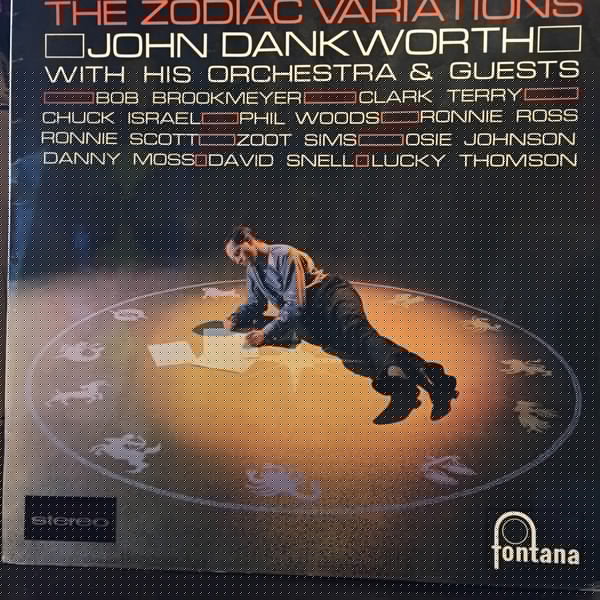 THE ZODIAC VARIATIONS
JOHN DANKWORTH
WITH HIS ORCHESTRA & GUESTS
BOB BROOKMEYER CLARK TERRY
CHUCK ISRAEL PHIL WOODS RONNIE ROSS
RONNIE SCOTT ZOOT SIMS OSIE JOHNSON
DANNY MOSS DAVID SNELL LUCKY THOMSON
stereo
fontana